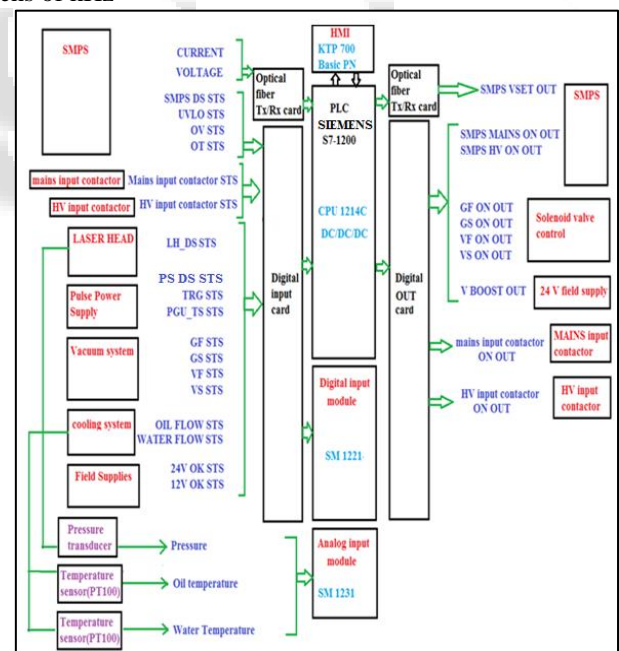 SMPS
CURRENT
VOLTAGE
SMPS DS STS
UVLO STS
OV STS
OT STS
mains input contactor
Mains input contactor STS
HV input contactor
HV input contactor STS
LASER HEAD
LH_DS STS
Pulse Power
Supply
PS DS STS
TRG STS
PGU_TS STS
Vacuum system
GF STS
GS STS
VF STS
VS STS
cooling system
OIL FLOW STS
WATER FLOW STS
Field Supplies
24V OK STS
12V OK STS
Pressure
transducer
Pressure
Temperature
sensor(PT100)
Oil temperature
Temperature
sensor(PT100)
Water Temperature
Optical
fiber
Tx/Rx card
Digital
input
card
HMI
KTP 700
Basic PN
PLC
SIEMENS
S7-1200
CPU 1214C
DC/DC/DC
Digital input
module
SM 1221
Analog input
module
SM 1231
Optical
fiber
Tx/Rx card
Digital
OUT
card
SMPS VSET OUT
SMPS MAINS ON OUT
SMPS HV ON OUT
SMPS
GF ON OUT
GS ON OUT
VF ON OUT
VS ON OUT
Solenoid valve
control
V BOOST OUT
24 V field supply
mains input contactor
ON OUT
MAINS input
contactor
HV input contactor
ON OUT
HV input
contactor